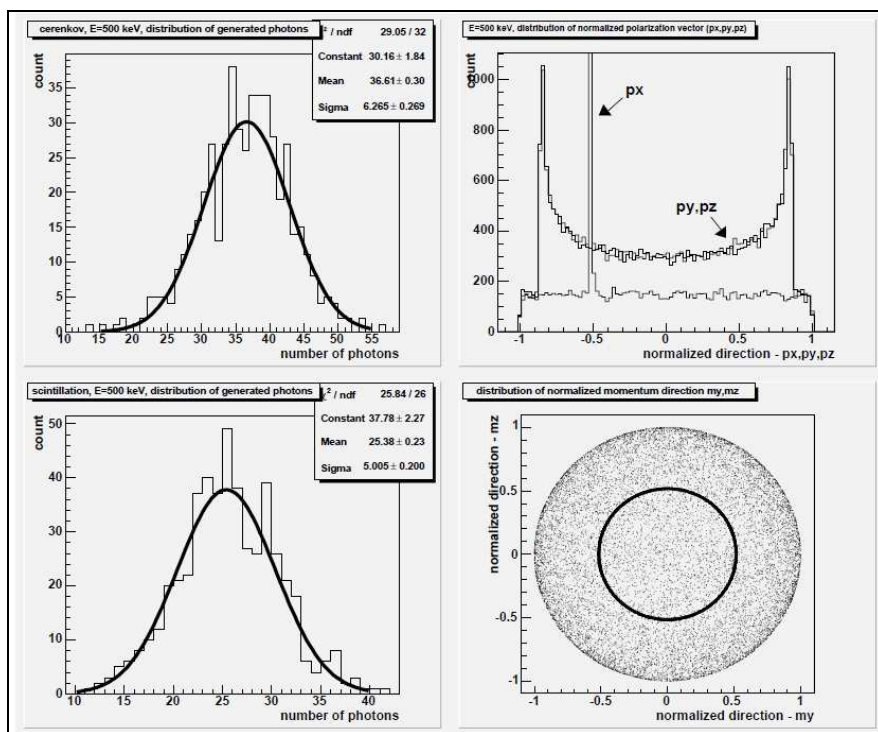 cerenkov, E=500 keV, distribution of generated photons
² / ndf 29.05 / 32
Constant 30.16 ± 1.84
Mean 36.61 ± 0.30
Sigma 6.265 ± 0.269
count
35
30
25
20
15
10
5
0
10 15 20 25 30 35 40 45 50 55
number of photons
E=500 keV, distribution of normalized polarization vector (px,py,pz)
count
1000
800
600
400
200
0
px
py,pz
-1 -0.5 0 0.5 1
normalized direction - px,py,pz
scintillation, E=500 keV, distribution of generated photons
χ² / ndf 25.84 / 26
Constant 37.78 ± 2.27
Mean 25.38 ± 0.23
Sigma 5.005 ± 0.200
count
50
40
30
20
10
0
10 20 30 40
number of photons
distribution of normalized momentum direction my,mz
normalized direction - mz
1
0.5
0
-0.5
-1
-1 -0.5 0 0.5 1
normalized direction - my